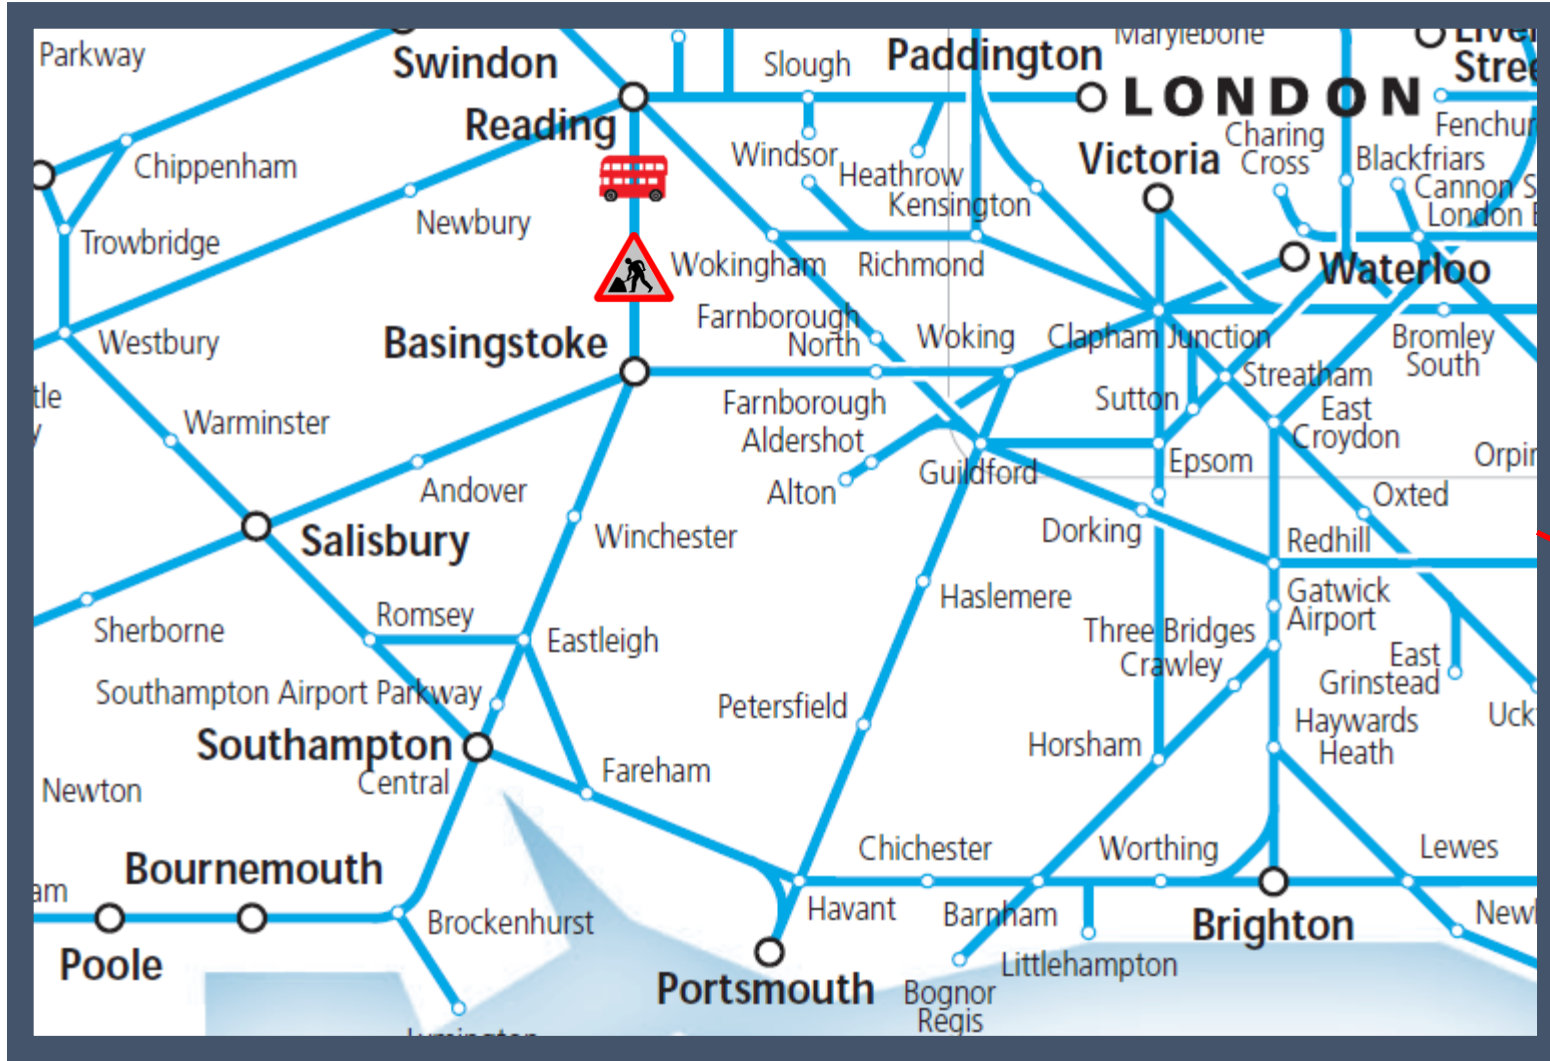 Parkway
Swindon
Slough
Paddington
Marylebone
LONDON
Reading
Chippenham
Windsor
Heathrow
Kensington
Victoria
Charing
Cross
Blackfriars
Newbury
Trowbridge
Wokingham
Richmond
Waterloo
Westbury
Basingstoke
Farnborough
North
Woking
Clapham Junction
Bromley
South
Warminster
Farnborough
Aldershot
Alton
Guildford
Sutton
Streatham
East
Croydon
Epsom
Andover
Winchester
Dorking
Oxted
Redhill
Salisbury
Sherborne
Romsey
Eastleigh
Haslemere
Gatwick
Airport
Three Bridges
Crawley
East
Grinstead
Southampton Airport Parkway
Southampton
Central
Petersfield
Horsham
Haywards
Heath
Newton
Fareham
Bournemouth
Chichester
Worthing
Lewes
Brockenhurst
Havant
Barnham
Brighton
Poole
Portsmouth
Bognor
Regis
Littlehampton